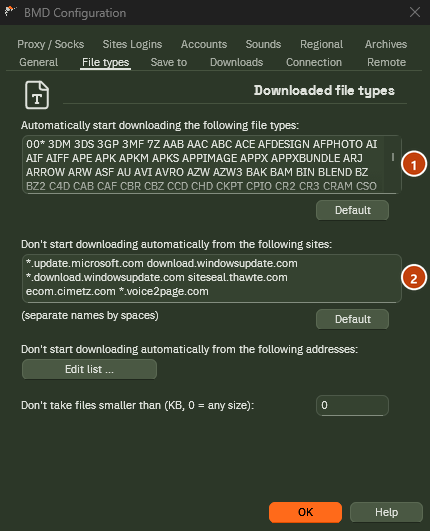 BMD Configuration
Proxy / Socks Sites Logins Accounts Sounds Regional Archives
General File types Save to Downloads Connection Remote
T
Downloaded file types
Automatically start downloading the following file types:
00* 3DM 3DS 3GP 3MF 7Z AAB AAC ABC ACE AFDESIGN AFPHOTO AI
AIF AIFF APE APK APKM APKS APPIMAGE APPX APPXBUNDLE ARJ
ARROW ARW ASF AU AVI AVRO AZW AZW3 BAK BAM BIN BLEND BZ
BZ2 C4D CAB CAF CBR CBZ CCD CHD CKPT CPIO CR2 CR3 CRAM CSO
1
Default
Don't start downloading automatically from the following sites:
*.update.microsoft.com download.windowsupdate.com
*.download.windowsupdate.com siteseal.thawte.com
ecom.cimetz.com *.voice2page.com
2
(separate names by spaces) Default
Don't start downloading automatically from the following addresses:
Edit list ...
Don't take files smaller than (KB, 0 = any size): 0
OK Help